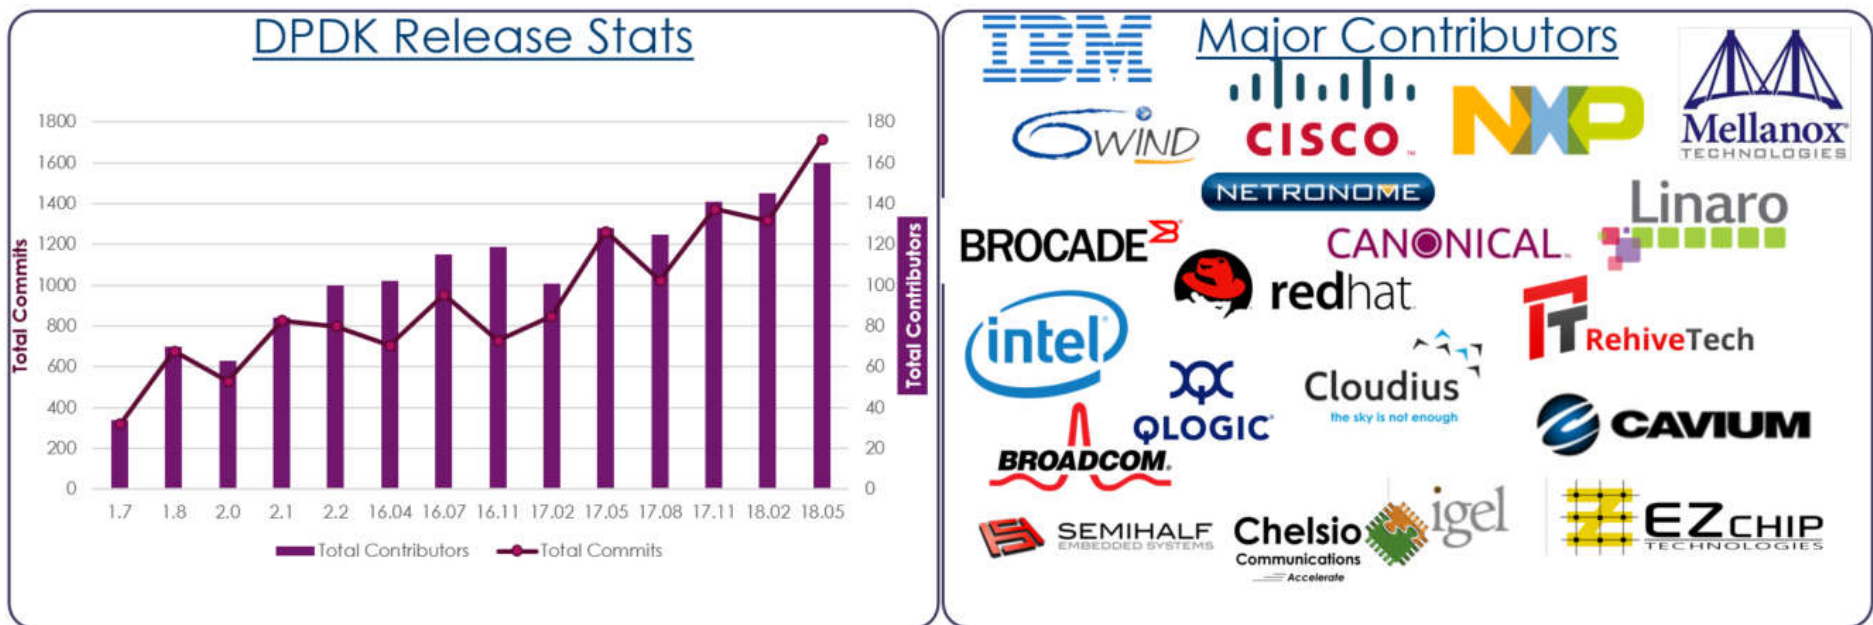 DPDK Release Stats
1800
1600
1400
1200
1000
800
600
400
200
0
Total Commits
180
160
140
120
100
80
60
40
20
0
Total Contributors
1.7 1.8 2.0 2.1 2.2 16.04 16.07 16.11 17.02 17.05 17.08 17.11 18.02 18.05
Total Contributors Total Commits
Major Contributors
IBM
6WIND
CISCO
NXP
Mellanox
TECHNOLOGIES
NETRONOME
Linaro
BROCADE
CANONICAL
redhat
intel
RehiveTech
QLOGIC
Cloudius
the sky is not enough
CAVIUM
BROADCOM
SEMIHALF
EMBEDDED SYSTEMS
Chelsio
Communications
Accelerate
igel
EZCHIP
TECHNOLOGIES